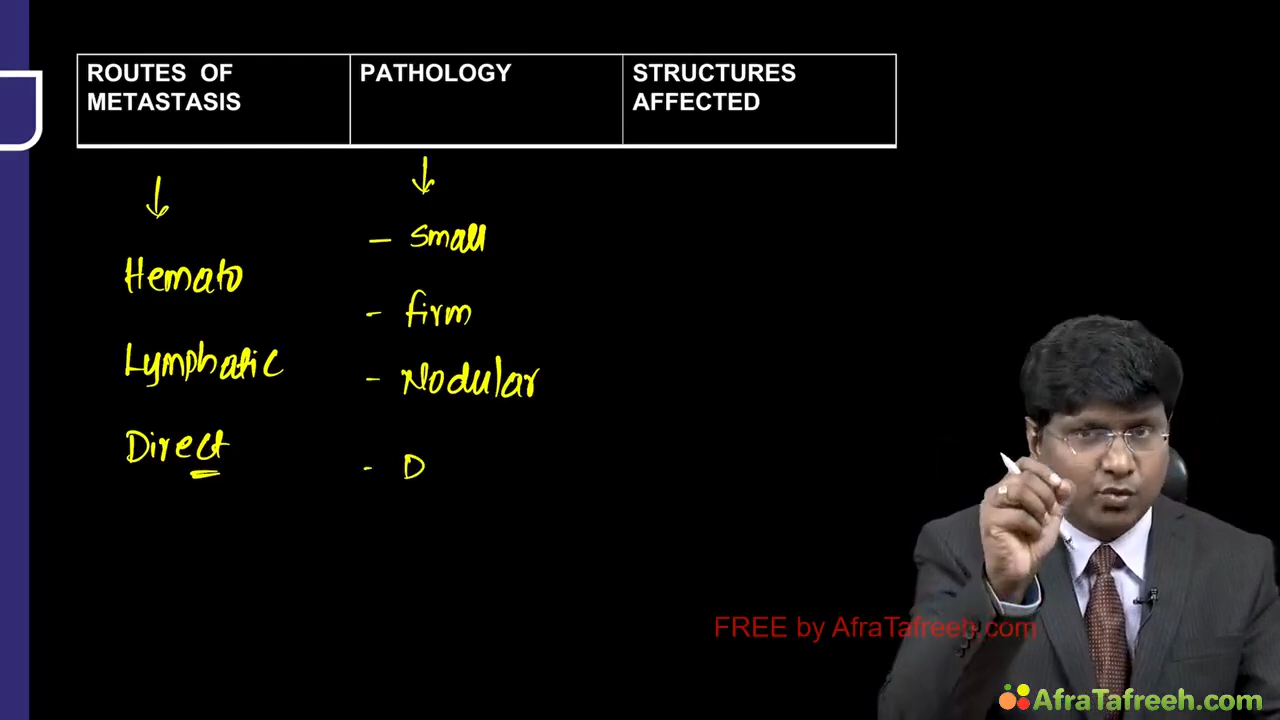 ROUTES OF
METASTASIS
PATHOLOGY
STRUCTURES
AFFECTED
Hemato
Lymphatic
Direct
- Small
- firm
- Nodular
- D
FREE by AfraTafreeh.com
AfraTafreeh.com